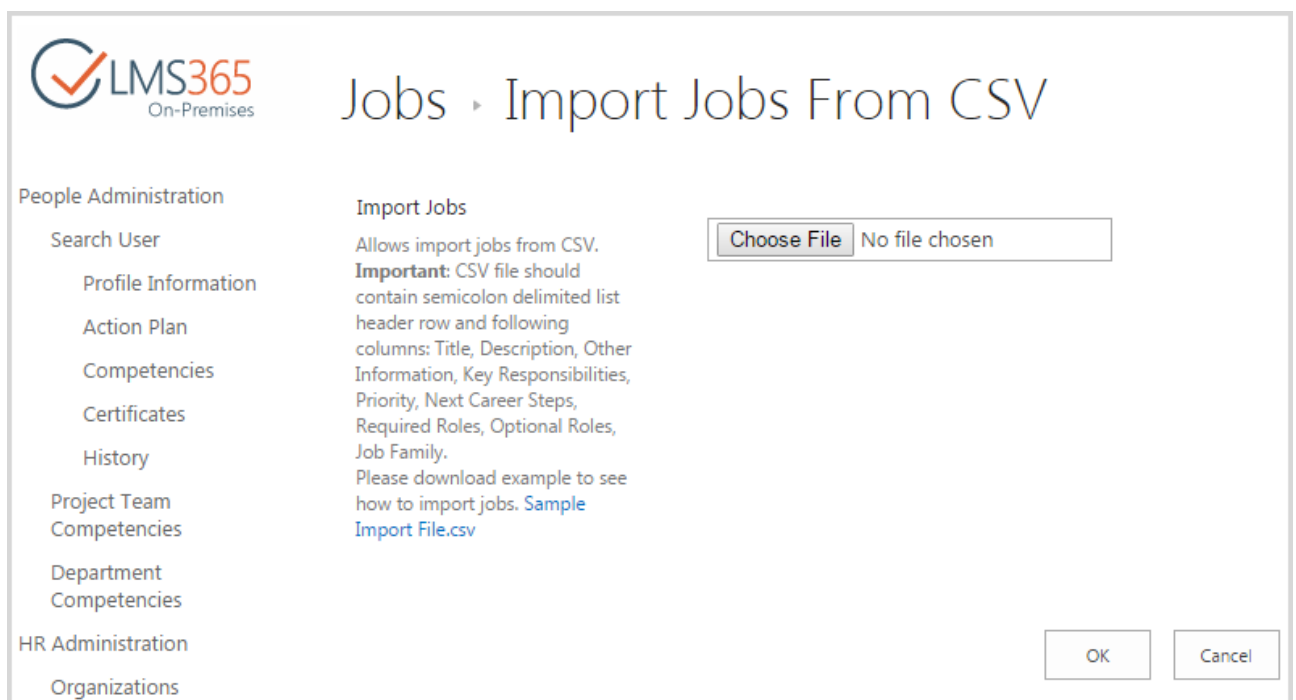 LMS365
On-Premises
Jobs ▸ Import Jobs From CSV
People Administration
Search User
Profile Information
Action Plan
Competencies
Certificates
History
Project Team
Competencies
Department
Competencies
HR Administration
Organizations
Import Jobs
Allows import jobs from CSV.
Important: CSV file should
contain semicolon delimited list
header row and following
columns: Title, Description, Other
Information, Key Responsibilities,
Priority, Next Career Steps,
Required Roles, Optional Roles,
Job Family.
Please download example to see
how to import jobs. Sample
Import File.csv
Choose File No file chosen
OK
Cancel